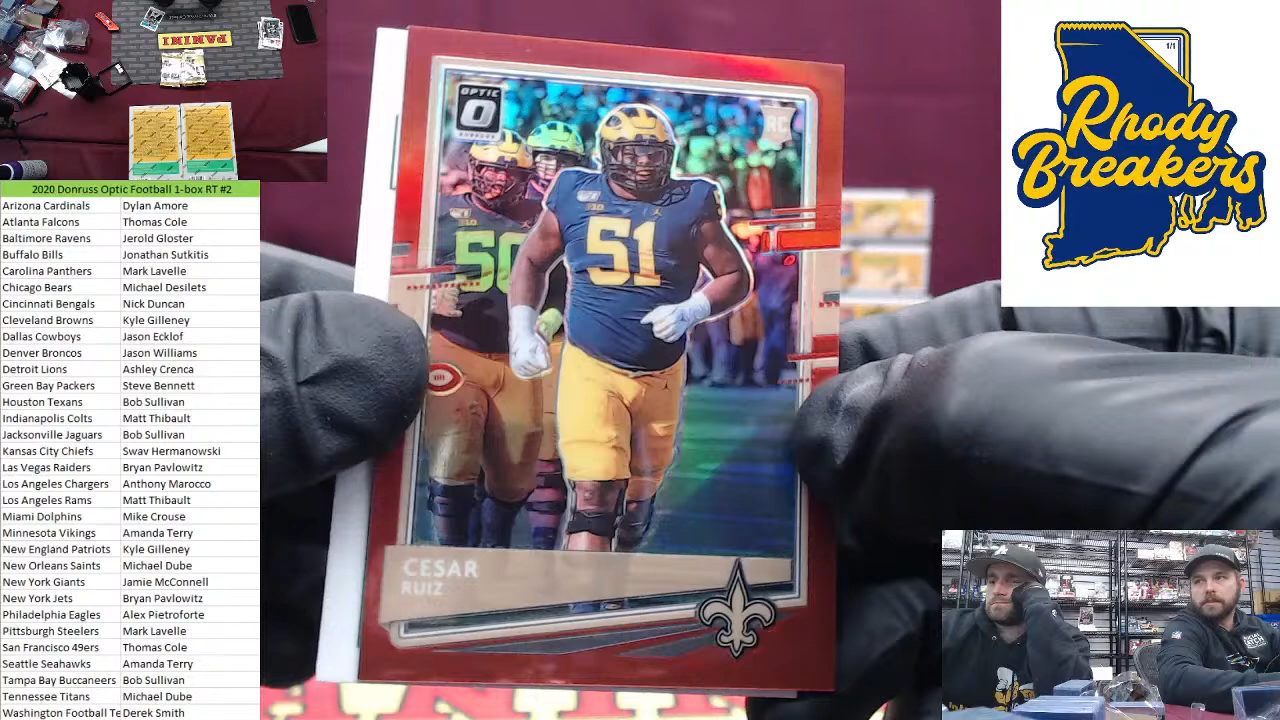 PANINI
2020 Donruss Optic Football 1-box RT #2
Arizona Cardinals Dylan Amore
Atlanta Falcons Thomas Cole
Baltimore Ravens Jerold Gloster
Buffalo Bills Jonathan Sutkitis
Carolina Panthers Mark Lavelle
Chicago Bears Michael Desilets
Cincinnati Bengals Nick Duncan
Cleveland Browns Kyle Gilleney
Dallas Cowboys Jason Ecklof
Denver Broncos Jason Williams
Detroit Lions Ashley Crenca
Green Bay Packers Steve Bennett
Houston Texans Bob Sullivan
Indianapolis Colts Matt Thibault
Jacksonville Jaguars Bob Sullivan
Kansas City Chiefs Swav Hermanowski
Las Vegas Raiders Bryan Pavlowitz
Los Angeles Chargers Anthony Marocco
Los Angeles Rams Matt Thibault
Miami Dolphins Mike Crouse
Minnesota Vikings Amanda Terry
New England Patriots Kyle Gilleney
New Orleans Saints Michael Dube
New York Giants Jamie McConnell
New York Jets Bryan Pavlowitz
Philadelphia Eagles Alex Pietroforte
Pittsburgh Steelers Mark Lavelle
San Francisco 49ers Thomas Cole
Seattle Seahawks Amanda Terry
Tampa Bay Buccaneers Bob Sullivan
Tennessee Titans Michael Dube
Washington Football Te Derek Smith
OPTIC
DONRUSS
RC
50
51
CESAR
RUIZ
1/1
Rhody
Breakers